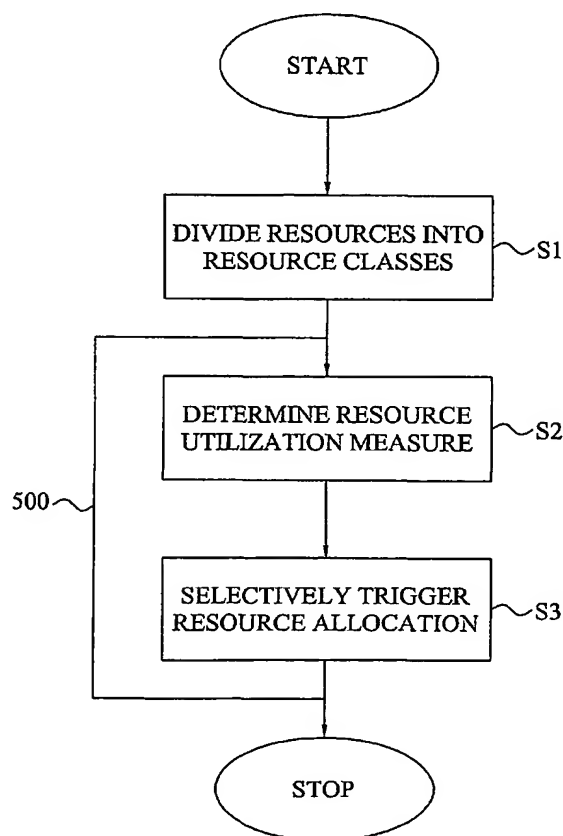 START
DIVIDE RESOURCES INTO
RESOURCE CLASSES
S1
DETERMINE RESOURCE
UTILIZATION MEASURE
S2
500
SELECTIVELY TRIGGER
RESOURCE ALLOCATION
S3
STOP